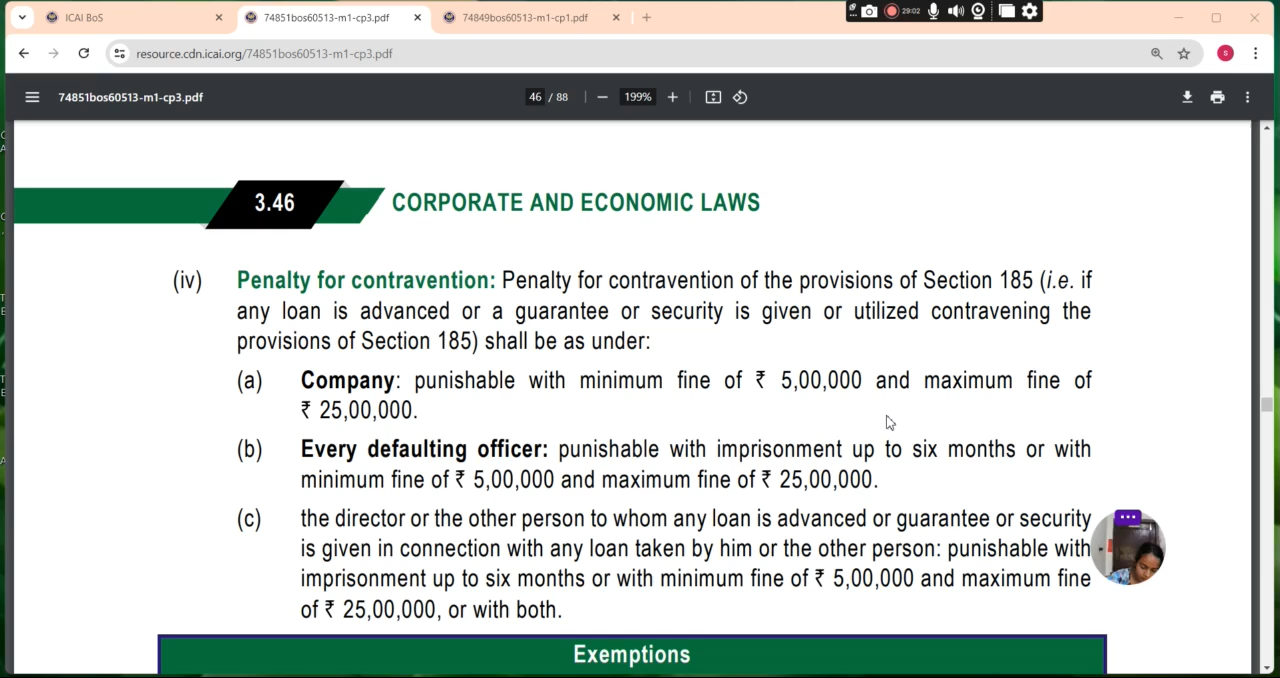 ICAI BoS
74851bos60513-m1-cp3.pdf
74849bos60513-m1-cp1.pdf
29:02
resource.cdn.icai.org/74851bos60513-m1-cp3.pdf
S
74851bos60513-m1-cp3.pdf
46 / 88
199%
3.46 CORPORATE AND ECONOMIC LAWS
(iv) Penalty for contravention: Penalty for contravention of the provisions of Section 185 (i.e. if
any loan is advanced or a guarantee or security is given or utilized contravening the
provisions of Section 185) shall be as under:
(a) Company: punishable with minimum fine of ₹ 5,00,000 and maximum fine of
₹ 25,00,000.
(b) Every defaulting officer: punishable with imprisonment up to six months or with
minimum fine of ₹ 5,00,000 and maximum fine of ₹ 25,00,000.
(c) the director or the other person to whom any loan is advanced or guarantee or security
is given in connection with any loan taken by him or the other person: punishable with
imprisonment up to six months or with minimum fine of ₹ 5,00,000 and maximum fine
of ₹ 25,00,000, or with both.
Exemptions